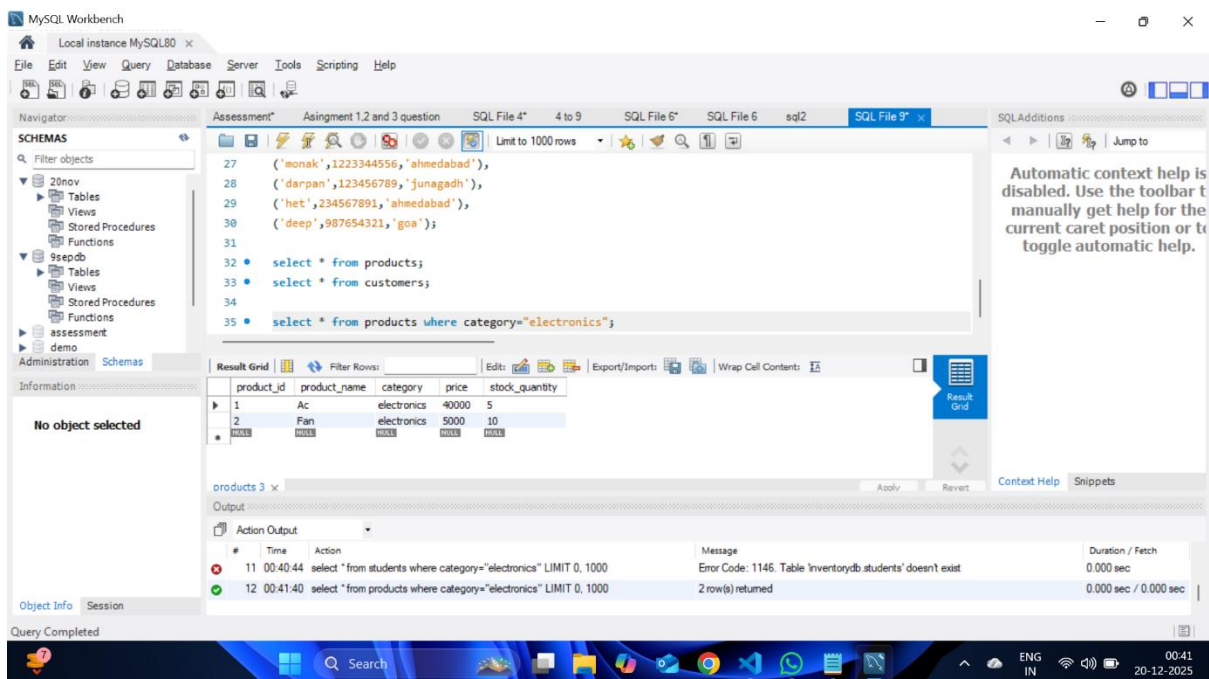 MySQL Workbench
Local instance MySQL80
File Edit View Query Database Server Tools Scripting Help
Navigator
SCHEMAS
Filter objects
20nov
Tables
Views
Stored Procedures
Functions
9sepdb
Tables
Views
Stored Procedures
Functions
assessment
demo
Administration Schemas
Information
No object selected
Object Info Session
Assessment* Asingment 1,2 and 3 question SQL File 4* 4 to 9 SQL File 6* SQL File 6 sql2 SQL File 9*
Limit to 1000 rows
27 ('monak',1223344556,'ahmedabad'),
28 ('darpan',123456789,'junagadh'),
29 ('het',234567891,'ahmedabad'),
30 ('deep',987654321,'goa');
31
32 select * from products;
33 select * from customers;
34
35 select * from products where category="electronics";
Result Grid Filter Rows: Edit: Export/Import: Wrap Cell Content:
product_id product_name category price stock_quantity
1 Ac electronics 40000 5
2 Fan electronics 5000 10
NULL NULL NULL NULL NULL
Result
Grid
products 3 Apply Revert
Output
Action Output
# Time Action Message Duration / Fetch
11 00:40:44 select * from students where category="electronics" LIMIT 0, 1000 Error Code: 1146. Table 'inventorydb.students' doesn't exist 0.000 sec
12 00:41:40 select * from products where category="electronics" LIMIT 0, 1000 2 row(s) returned 0.000 sec / 0.000 sec
SQLAdditions
Jump to
Automatic context help is
disabled. Use the toolbar t
manually get help for the
current caret position or to
toggle automatic help.
Context Help Snippets
Query Completed
7
Search
ENG
IN
00:41
20-12-2025